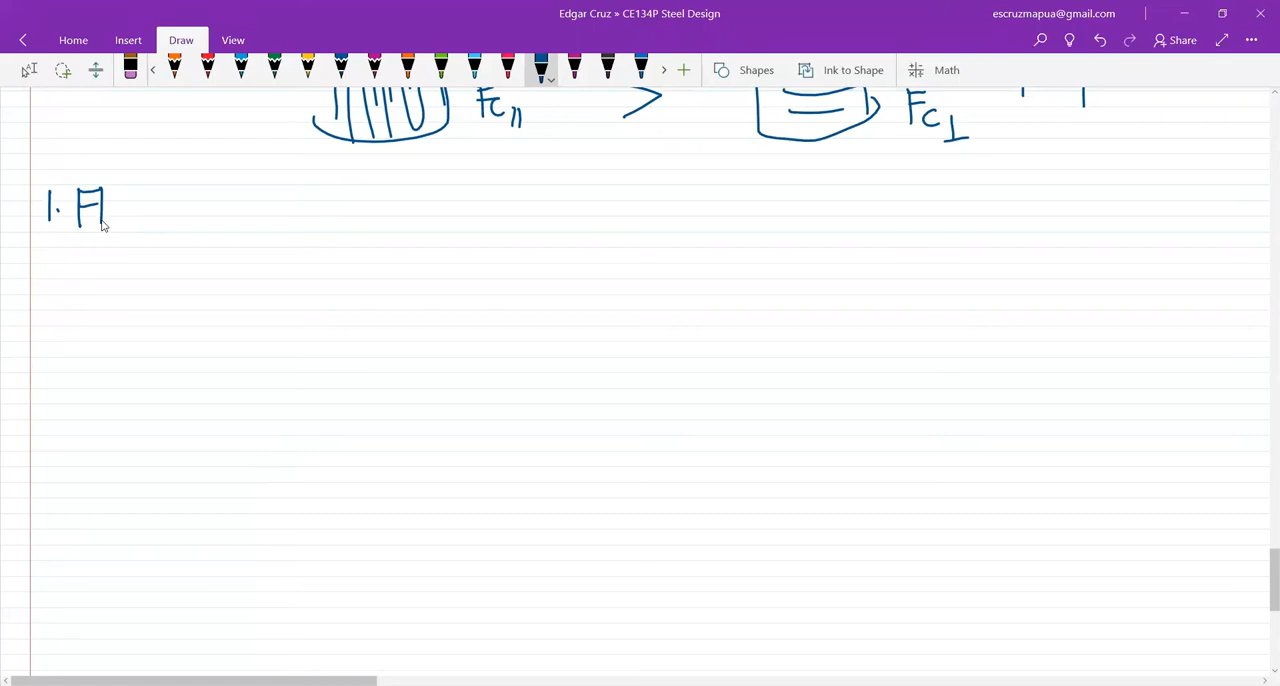 Edgar Cruz » CE134P Steel Design
escruzmapua@gmail.com
Home Insert Draw View
Share
Shapes Ink to Shape Math
Fc∥ > Fc⊥
1. A